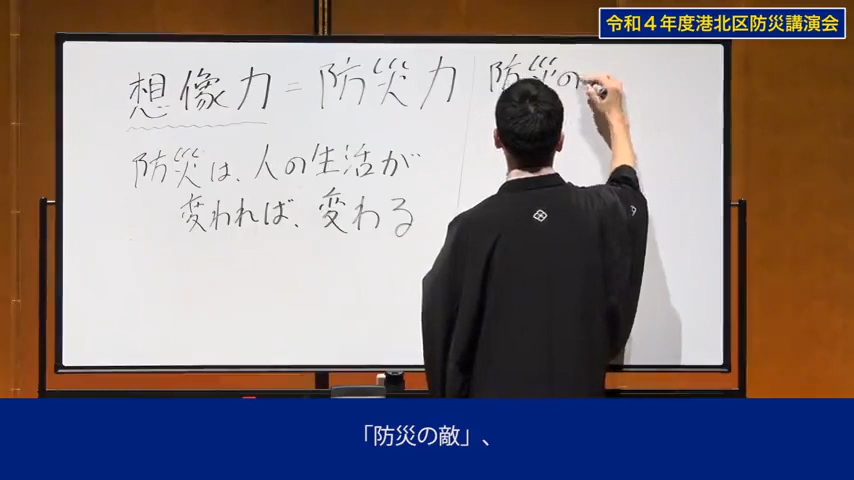 令和４年度港北区防災講演会
想像力＝防災力
防災は、人の生活が
変われば、変わる
防災の
「防災の敵」、